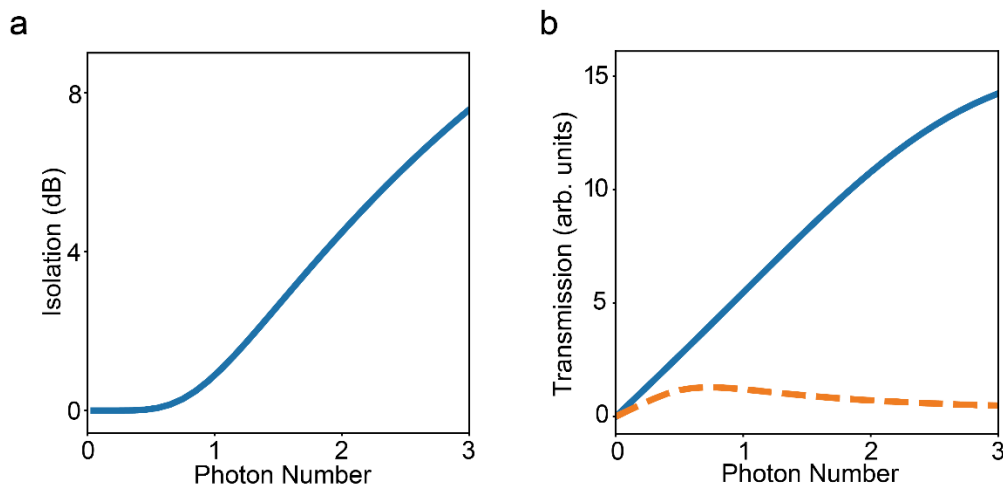 a
Isolation (dB)
8
4
0
0 1 2 3
Photon Number
b
Transmission (arb. units)
15
10
5
0
0 1 2 3
Photon Number